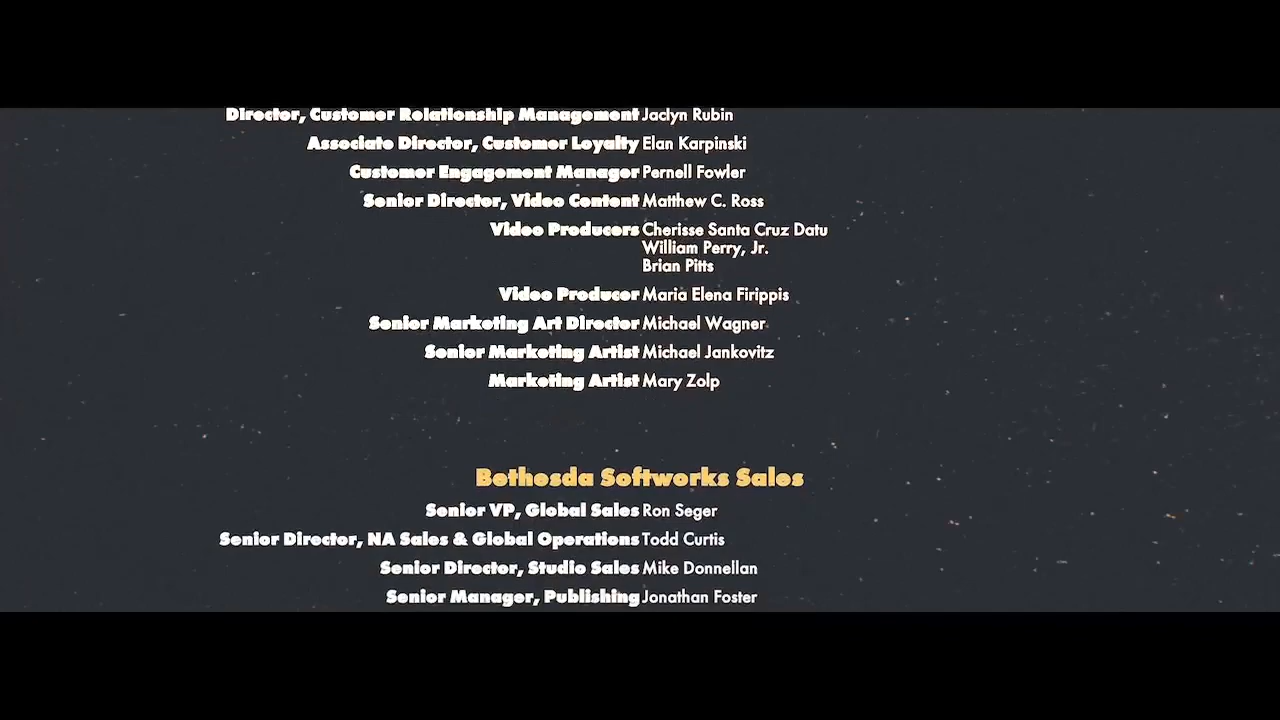 Director, Customer Relationship Management Jaclyn Rubin
Associate Director, Customer Loyalty Elan Karpinski
Customer Engagement Manager Pernell Fowler
Senior Director, Video Content Matthew C. Ross
Video Producers Cherisse Santa Cruz Datu
William Perry, Jr.
Brian Pitts
Video Producer Maria Elena Firippis
Senior Marketing Art Director Michael Wagner
Senior Marketing Artist Michael Jankovitz
Marketing Artist Mary Zolp
Bethesda Softworks Sales
Senior VP, Global Sales Ron Seger
Senior Director, NA Sales & Global Operations Todd Curtis
Senior Director, Studio Sales Mike Donnellan
Senior Manager, Publishing Jonathan Foster